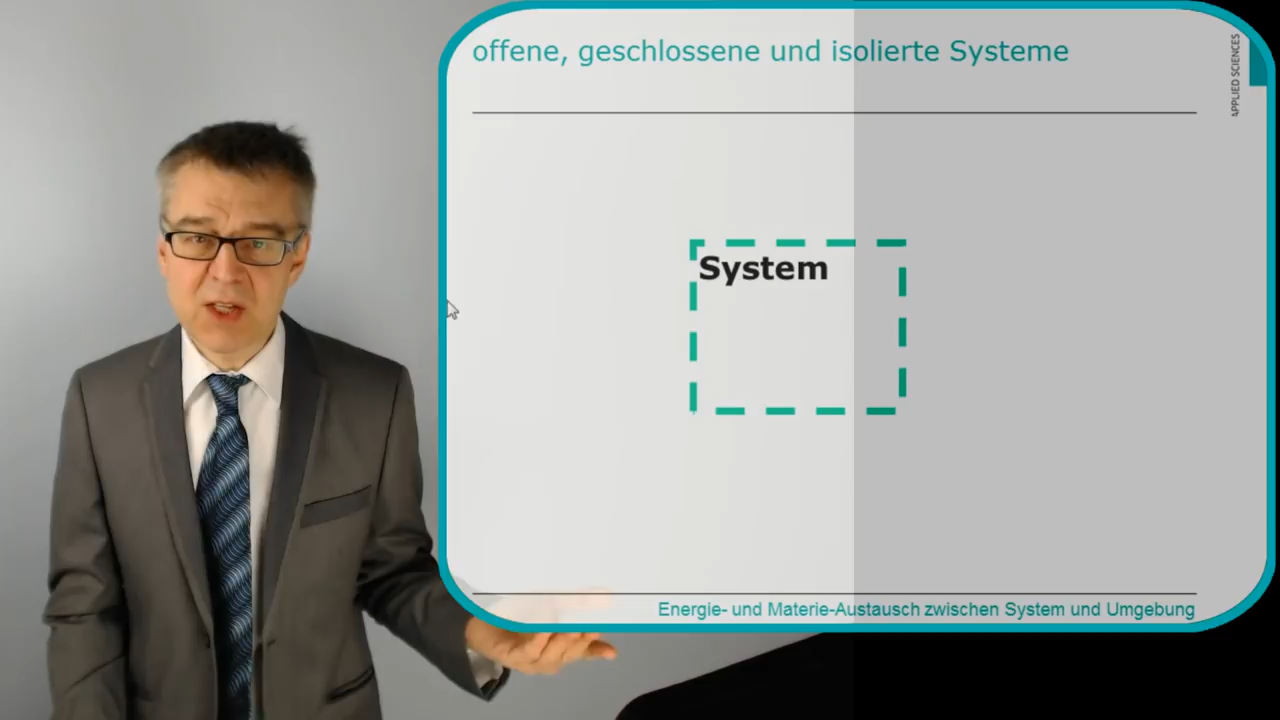 offene, geschlossene und isolierte Systeme
APPLIED SCIENCES
System
Energie- und Materie-Austausch zwischen System und Umgebung